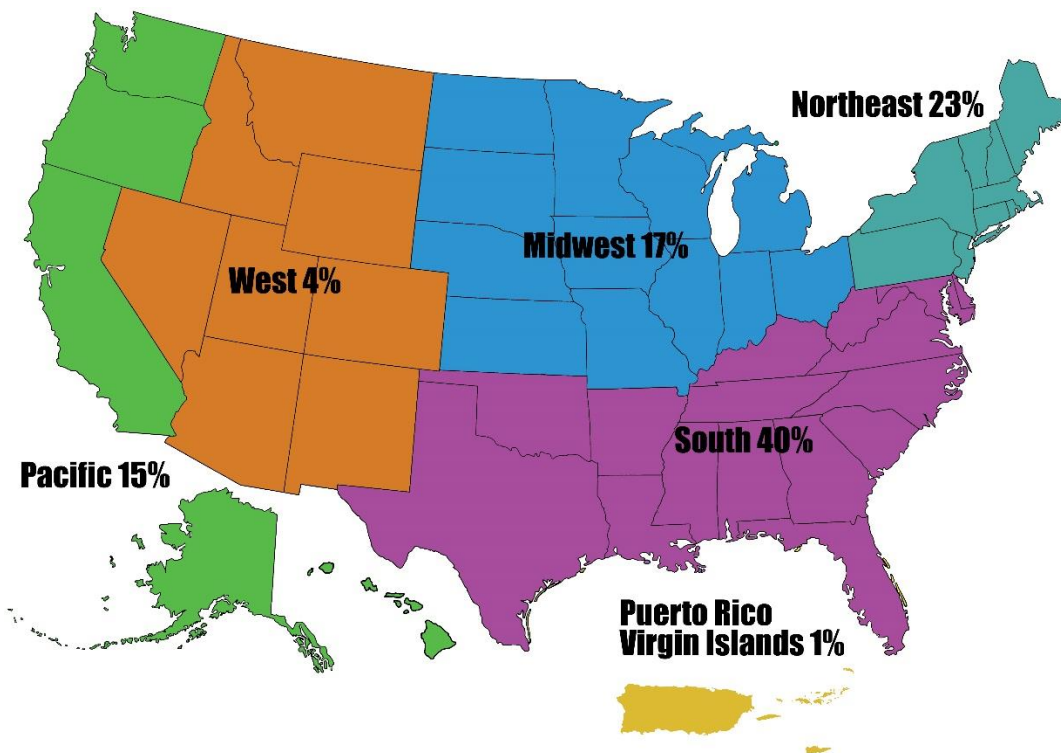 Northeast 23%
Midwest 17%
West 4%
South 40%
Pacific 15%
Puerto Rico
Virgin Islands 1%